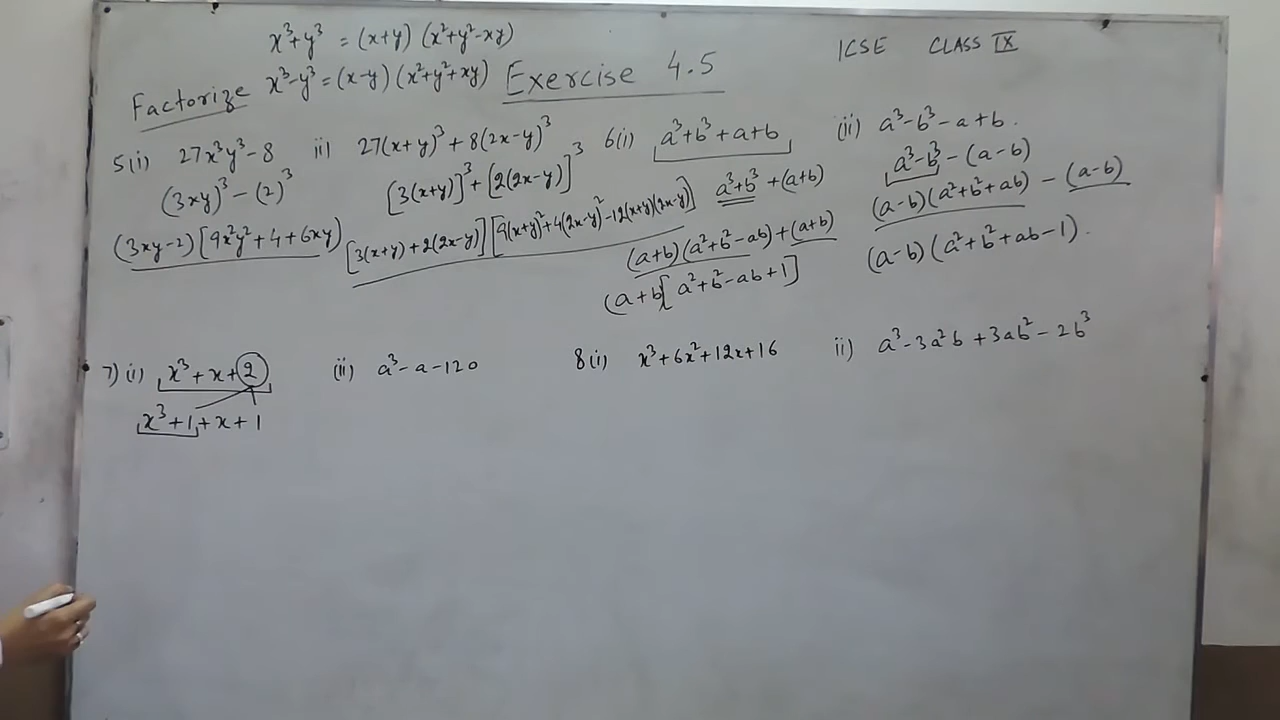 x³+y³ = (x+y) (x²+y²-xy)
ICSE CLASS IX
Factorize x³-y³ = (x-y) (x²+y²+xy) Exercise 4.5
5(i) 27x³y³-8 ii) 27(x+y)³ + 8(2x-y)³ 6(i) a³+b³+a+b (ii) a³-b³-a+b.
(3xy)³ - (2)³ [3(x+y)]³ + [2(2x-y)]³ a³+b³ + (a+b) a³-b³ - (a-b)
(3xy-2)[9x²y²+4+6xy] [3(x+y)+2(2x-y)][9(x+y)²+4(2x-y)²-12(x+y)(2x-y)] (a+b)(a²+b²-ab)+(a+b) (a-b)(a²+b²+ab) - (a-b)
(a+b[a²+b²-ab+1] (a-b)(a²+b²+ab-1).
7)(i) x³+x+2 (ii) a³-a-120 8(i) x³+6x²+12x+16 ii) a³-3a²b+3ab²-2b³
x³+1+x+1